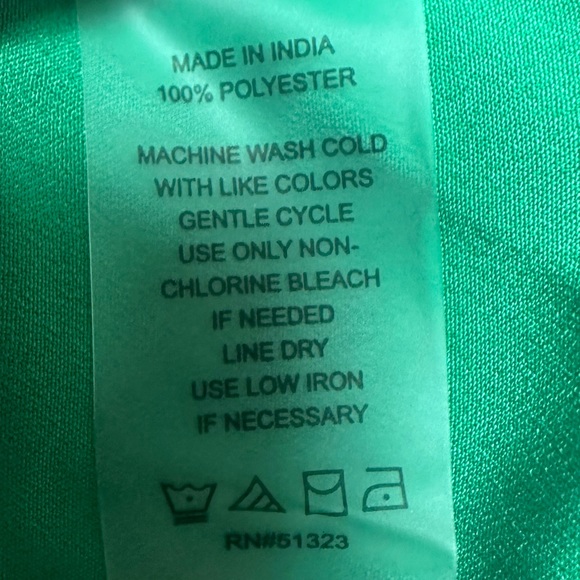 MADE IN INDIA
100% POLYESTER
MACHINE WASH COLD
WITH LIKE COLORS
GENTLE CYCLE
USE ONLY NON-
CHLORINE BLEACH
IF NEEDED
LINE DRY
USE LOW IRON
IF NECESSARY
RN#51323